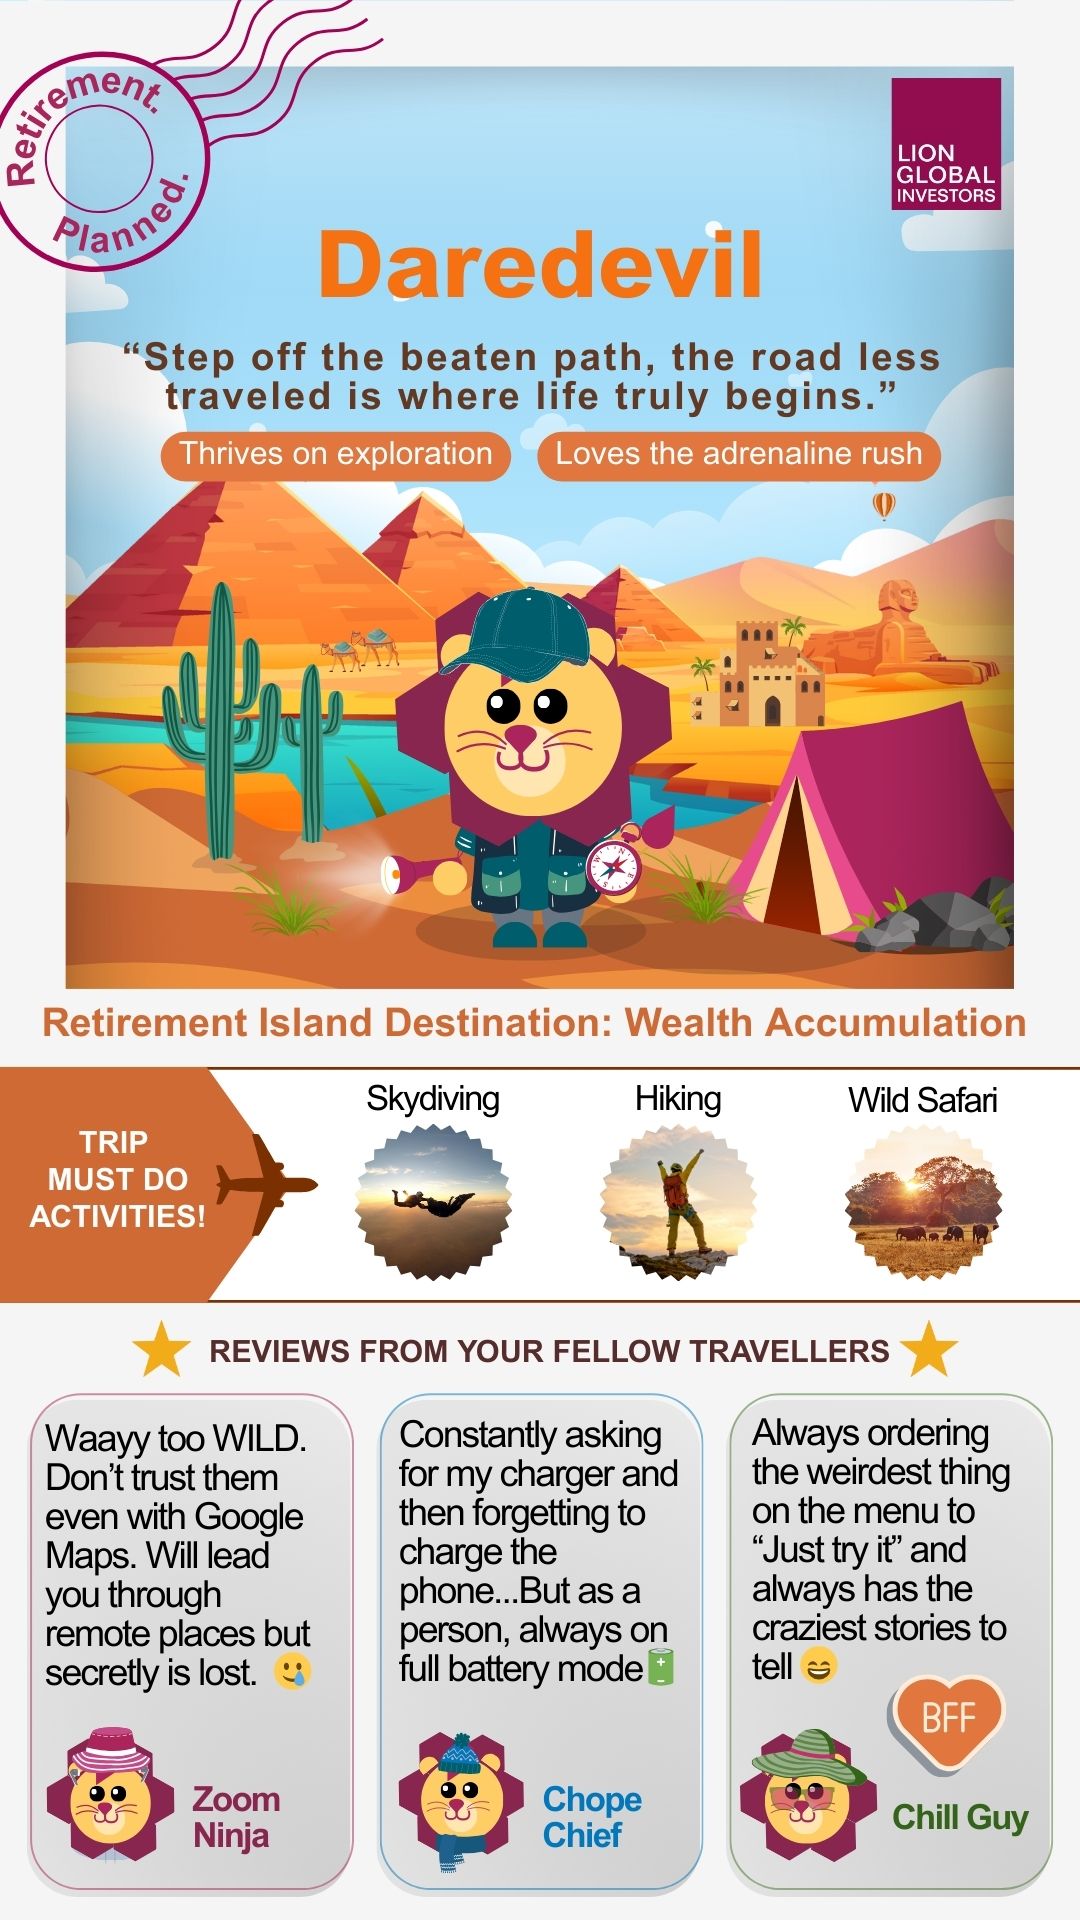 Retirement.
Planned.
LION
GLOBAL
INVESTORS
Daredevil
“Step off the beaten path, the road less
traveled is where life truly begins.”
Thrives on exploration
Loves the adrenaline rush
N
E
S
W
Retirement Island Destination: Wealth Accumulation
TRIP
MUST DO
ACTIVITIES!
Skydiving
Hiking
Wild Safari
REVIEWS FROM YOUR FELLOW TRAVELLERS
Waayy too WILD.
Don’t trust them
even with Google
Maps. Will lead
you through
remote places but
secretly is lost. 🥲
Zoom
Ninja
Constantly asking
for my charger and
then forgetting to
charge the
phone...But as a
person, always on
full battery mode🔋
Chope
Chief
Always ordering
the weirdest thing
on the menu to
“Just try it” and
always has the
craziest stories to
tell 😄
BFF
Chill Guy